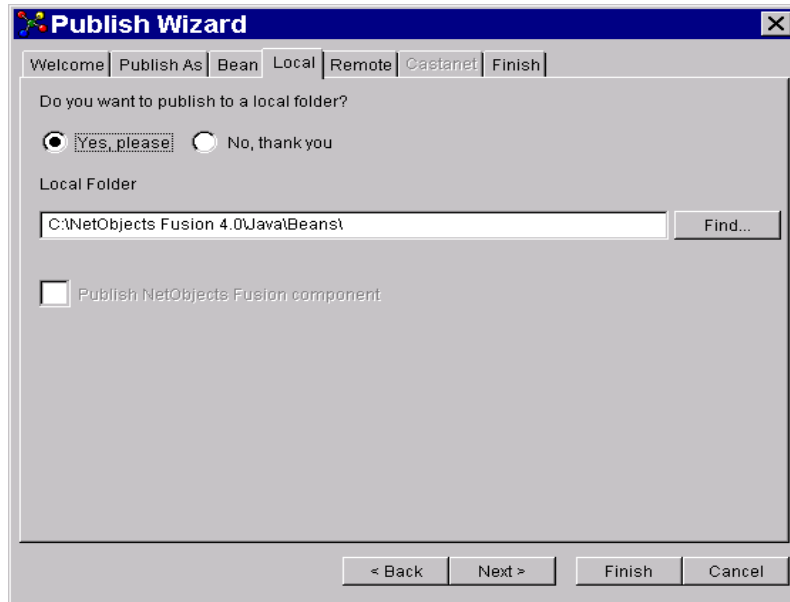 Publish Wizard
Welcome Publish As Bean Local Remote Castanet Finish
Do you want to publish to a local folder?
Yes, please No, thank you
Local Folder
C:\NetObjects Fusion 4.0\Java\Beans\ Find...
Publish NetObjects Fusion component
< Back Next > Finish Cancel